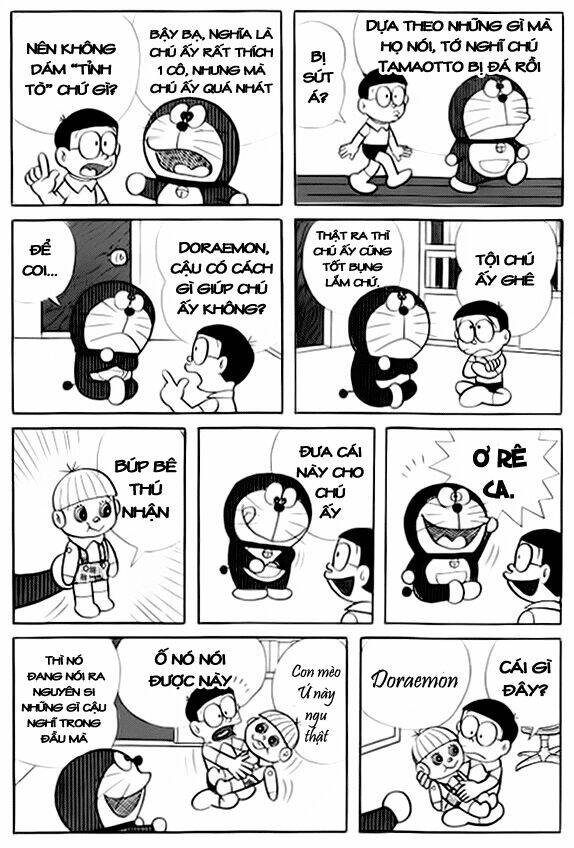 DỰA THEO NHỮNG GÌ MÀ
HỌ NÓI, TỚ NGHĨ CHÚ
TAMAOTTO BỊ ĐÁ RỒI
BỊ
SÚT
Á?
BẬY BẠ, NGHĨA LÀ
CHÚ ẤY RẤT THÍCH
1 CÔ, NHƯNG MÀ
CHÚ ẤY QUÁ NHÁT
NÊN KHÔNG
DÁM “TỈNH
TÒ” CHỨ GÌ?
TỘI CHÚ
ẤY GHÊ
THẬT RA THÌ
CHÚ ẤY CŨNG
TỐT BỤNG
LẮM CHỨ.
DORAEMON,
CẬU CÓ CÁCH
GÌ GIÚP CHÚ
ẤY KHÔNG?
ĐỂ
COI...
Ơ RÊ
CA.
ĐƯA CÁI
NÀY CHO
CHÚ
ẤY
BÚP BÊ
THÚ
NHẬN
CÁI GÌ
ĐÂY?
Doraemon
Con mèo
Ú này
ngu
thật
Ố NÓ NÓI
ĐƯỢC NÀY
THÌ NÓ
ĐANG NÓI RA
NGUYÊN SI
NHỮNG GÌ CẬU
NGHĨ TRONG
ĐẦU MÀ